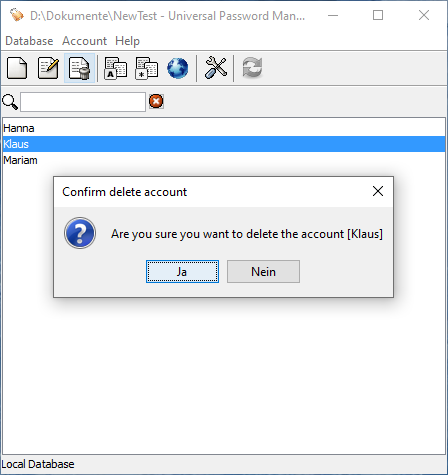 D:\Dokumente\NewTest - Universal Password Man...
Database Account Help
Hanna
Klaus
Mariam
Confirm delete account
Are you sure you want to delete the account [Klaus]
Ja Nein
Local Database